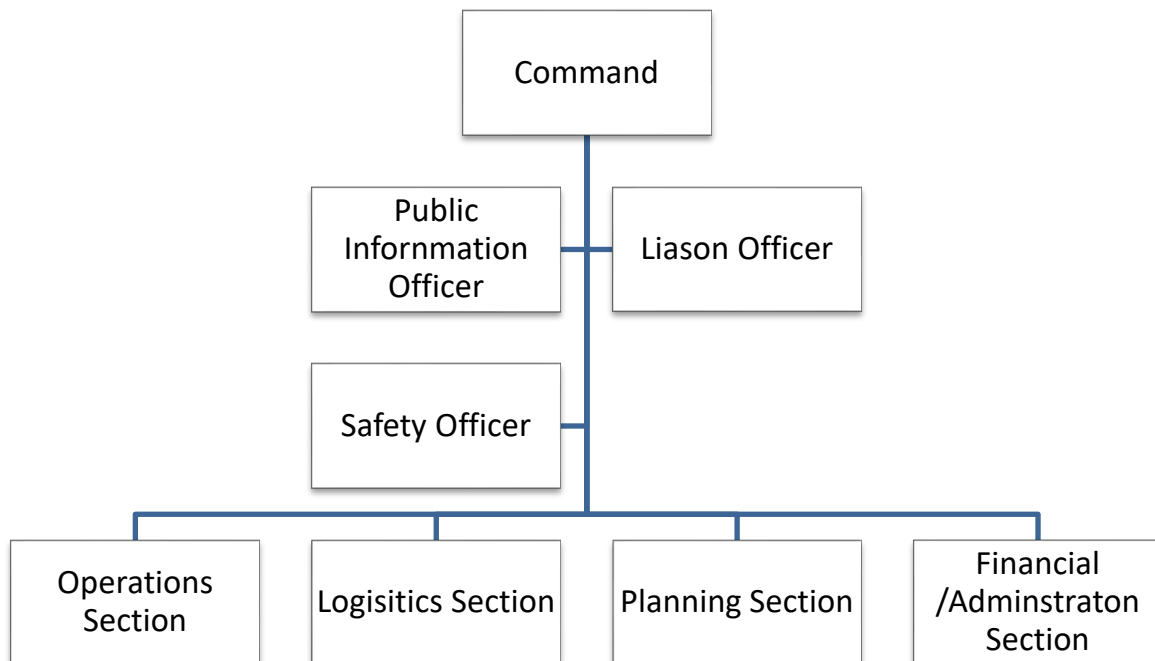 Command
Public
Infornmation
Officer
Liason Officer
Safety Officer
Operations
Section
Logisitics Section
Planning Section
Financial
/Adminstraton
Section